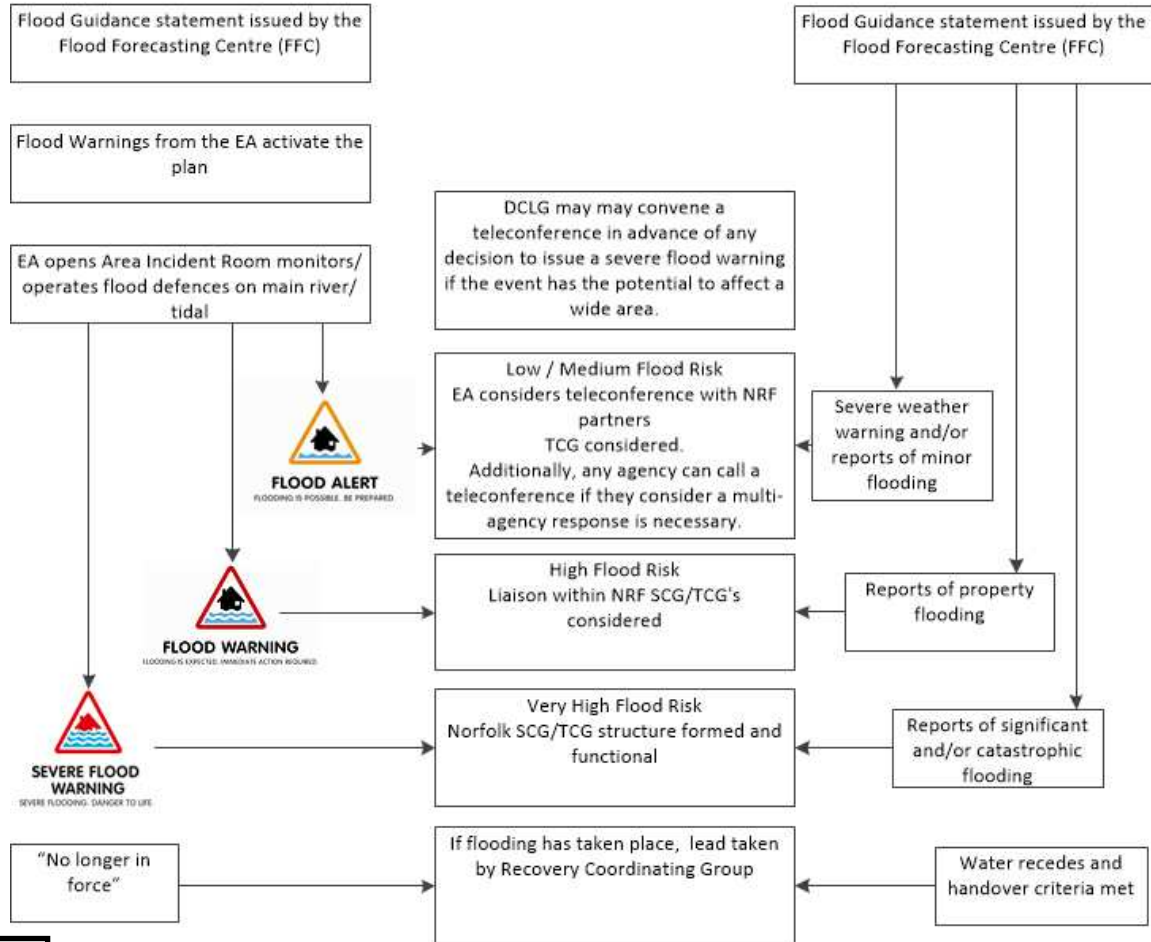 Flood Guidance statement issued by the
Flood Forecasting Centre (FFC)
Flood Guidance statement issued by the
Flood Forecasting Centre (FFC)
Flood Warnings from the EA activate the
plan
DCLG may may convene a
teleconference in advance of any
decision to issue a severe flood warning
if the event has the potential to affect a
wide area.
EA opens Area Incident Room monitors/
operates flood defences on main river/
tidal
Low / Medium Flood Risk
EA considers teleconference with NRF
partners
TCG considered.
Additionally, any agency can call a
teleconference if they consider a multi-
agency response is necessary.
Severe weather
warning and/or
reports of minor
flooding
FLOOD ALERT
FLOODING IS POSSIBLE. BE PREPARED.
High Flood Risk
Liaison within NRF SCG/TCG's
considered
Reports of property
flooding
FLOOD WARNING
FLOODING IS EXPECTED. IMMEDIATE ACTION REQUIRED.
Very High Flood Risk
Norfolk SCG/TCG structure formed and
functional
Reports of significant
and/or catastrophic
flooding
SEVERE FLOOD
WARNING
SEVERE FLOODING. DANGER TO LIFE.
"No longer in
force"
If flooding has taken place, lead taken
by Recovery Coordinating Group
Water recedes and
handover criteria met